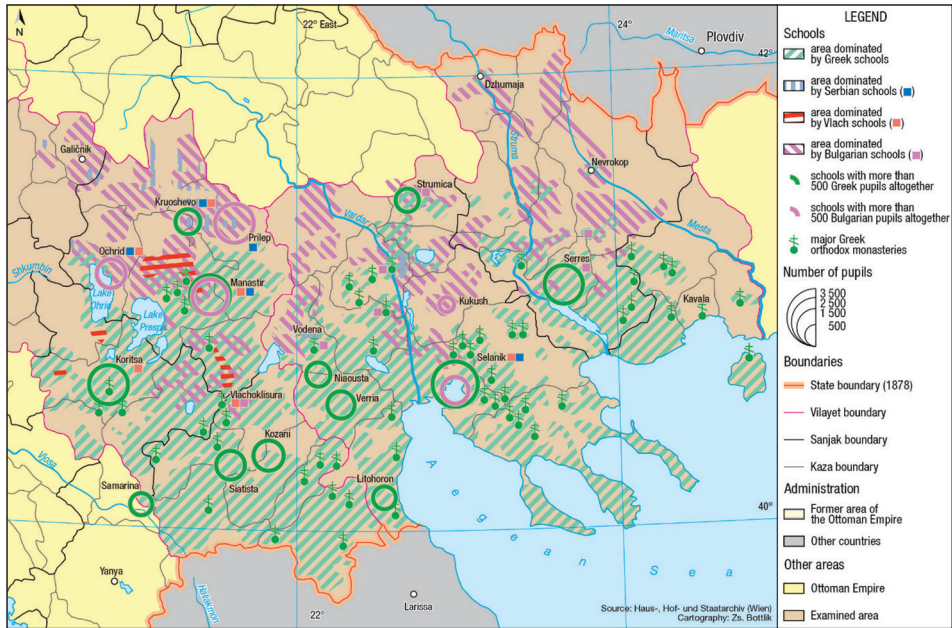 N
22° East
24°
Maritsa
Plovdiv
42°
Dzhumaja
Struma
Galičnik
Nevrokop
Strumica
Kruoshevo
Vardar
Mesta
Prilep
Ochrid
Shkumbin
Serres
Manastir
Lake
Ohrid
Kukush
Kavala
Lake
Prespa
Vodena
Selanik
Koritsa
Niaousta
Vlachoklisura
Verria
Kozani
Vjosa
Siatista
Litohoron
Samarina
40°
Aegean Sea
Yanya
Haliakmon
22°
Larissa
Source: Haus-, Hof- und Staatarchiv (Wien)
Cartography: Zs. Bottlik
LEGEND
Schools
area dominated
by Greek schools
area dominated
by Serbian schools ( )
area dominated
by Vlach schools ( )
area dominated
by Bulgarian schools ( )
schools with more than
500 Greek pupils altogether
schools with more than
500 Bulgarian pupils altogether
major Greek
orthodox monasteries
Number of pupils
3 500
2 500
1 500
500
Boundaries
State boundary (1878)
Vilayet boundary
Sanjak boundary
Kaza boundary
Administration
Former area of
the Ottoman Empire
Other countries
Other areas
Ottoman Empire
Examined area